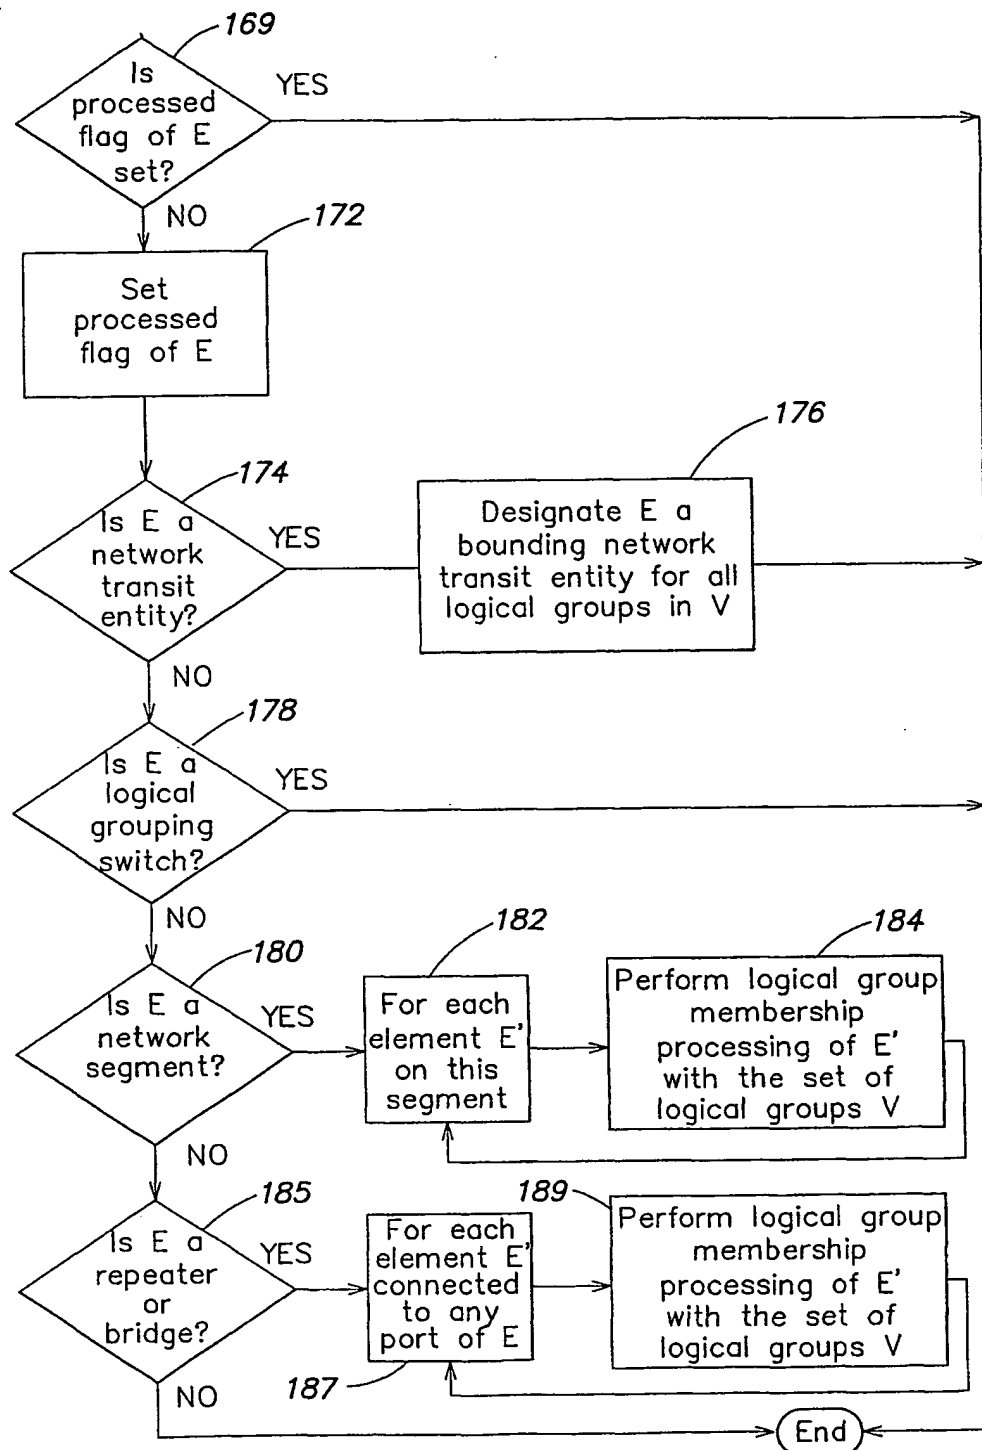 169
Is
processed
flag of E
set?
YES
NO
172
Set
processed
flag of E
174
Is E a
network
transit
entity?
YES
176
Designate E a
bounding network
transit entity for all
logical groups in V
NO
178
Is E a
logical
grouping
switch?
YES
NO
180
Is E a
network
segment?
YES
182
For each
element E'
on this
segment
184
Perform logical group
membership
processing of E'
with the set of
logical groups V
NO
185
Is E a
repeater
or
bridge?
YES
187
For each
element E'
connected
to any
port of E
189
Perform logical group
membership
processing of E'
with the set of
logical groups V
NO
End